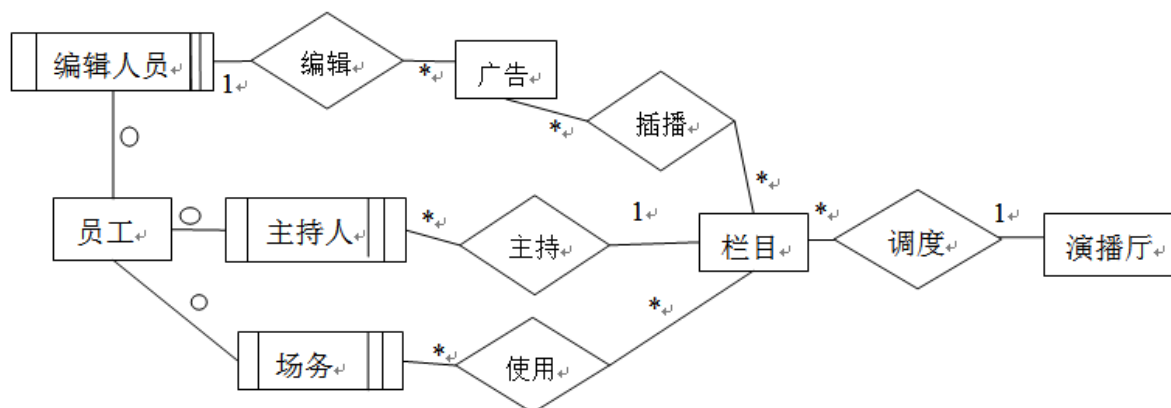 编辑人员↵
1↵
编辑↵
*↵
广告↵
*↵
插播↵
*↵
员工↵
主持人↵
*↵
主持↵
1↵
栏目↵
*↵
调度↵
1↵
演播厅↵
场务↵
*↵
使用↵
*↵